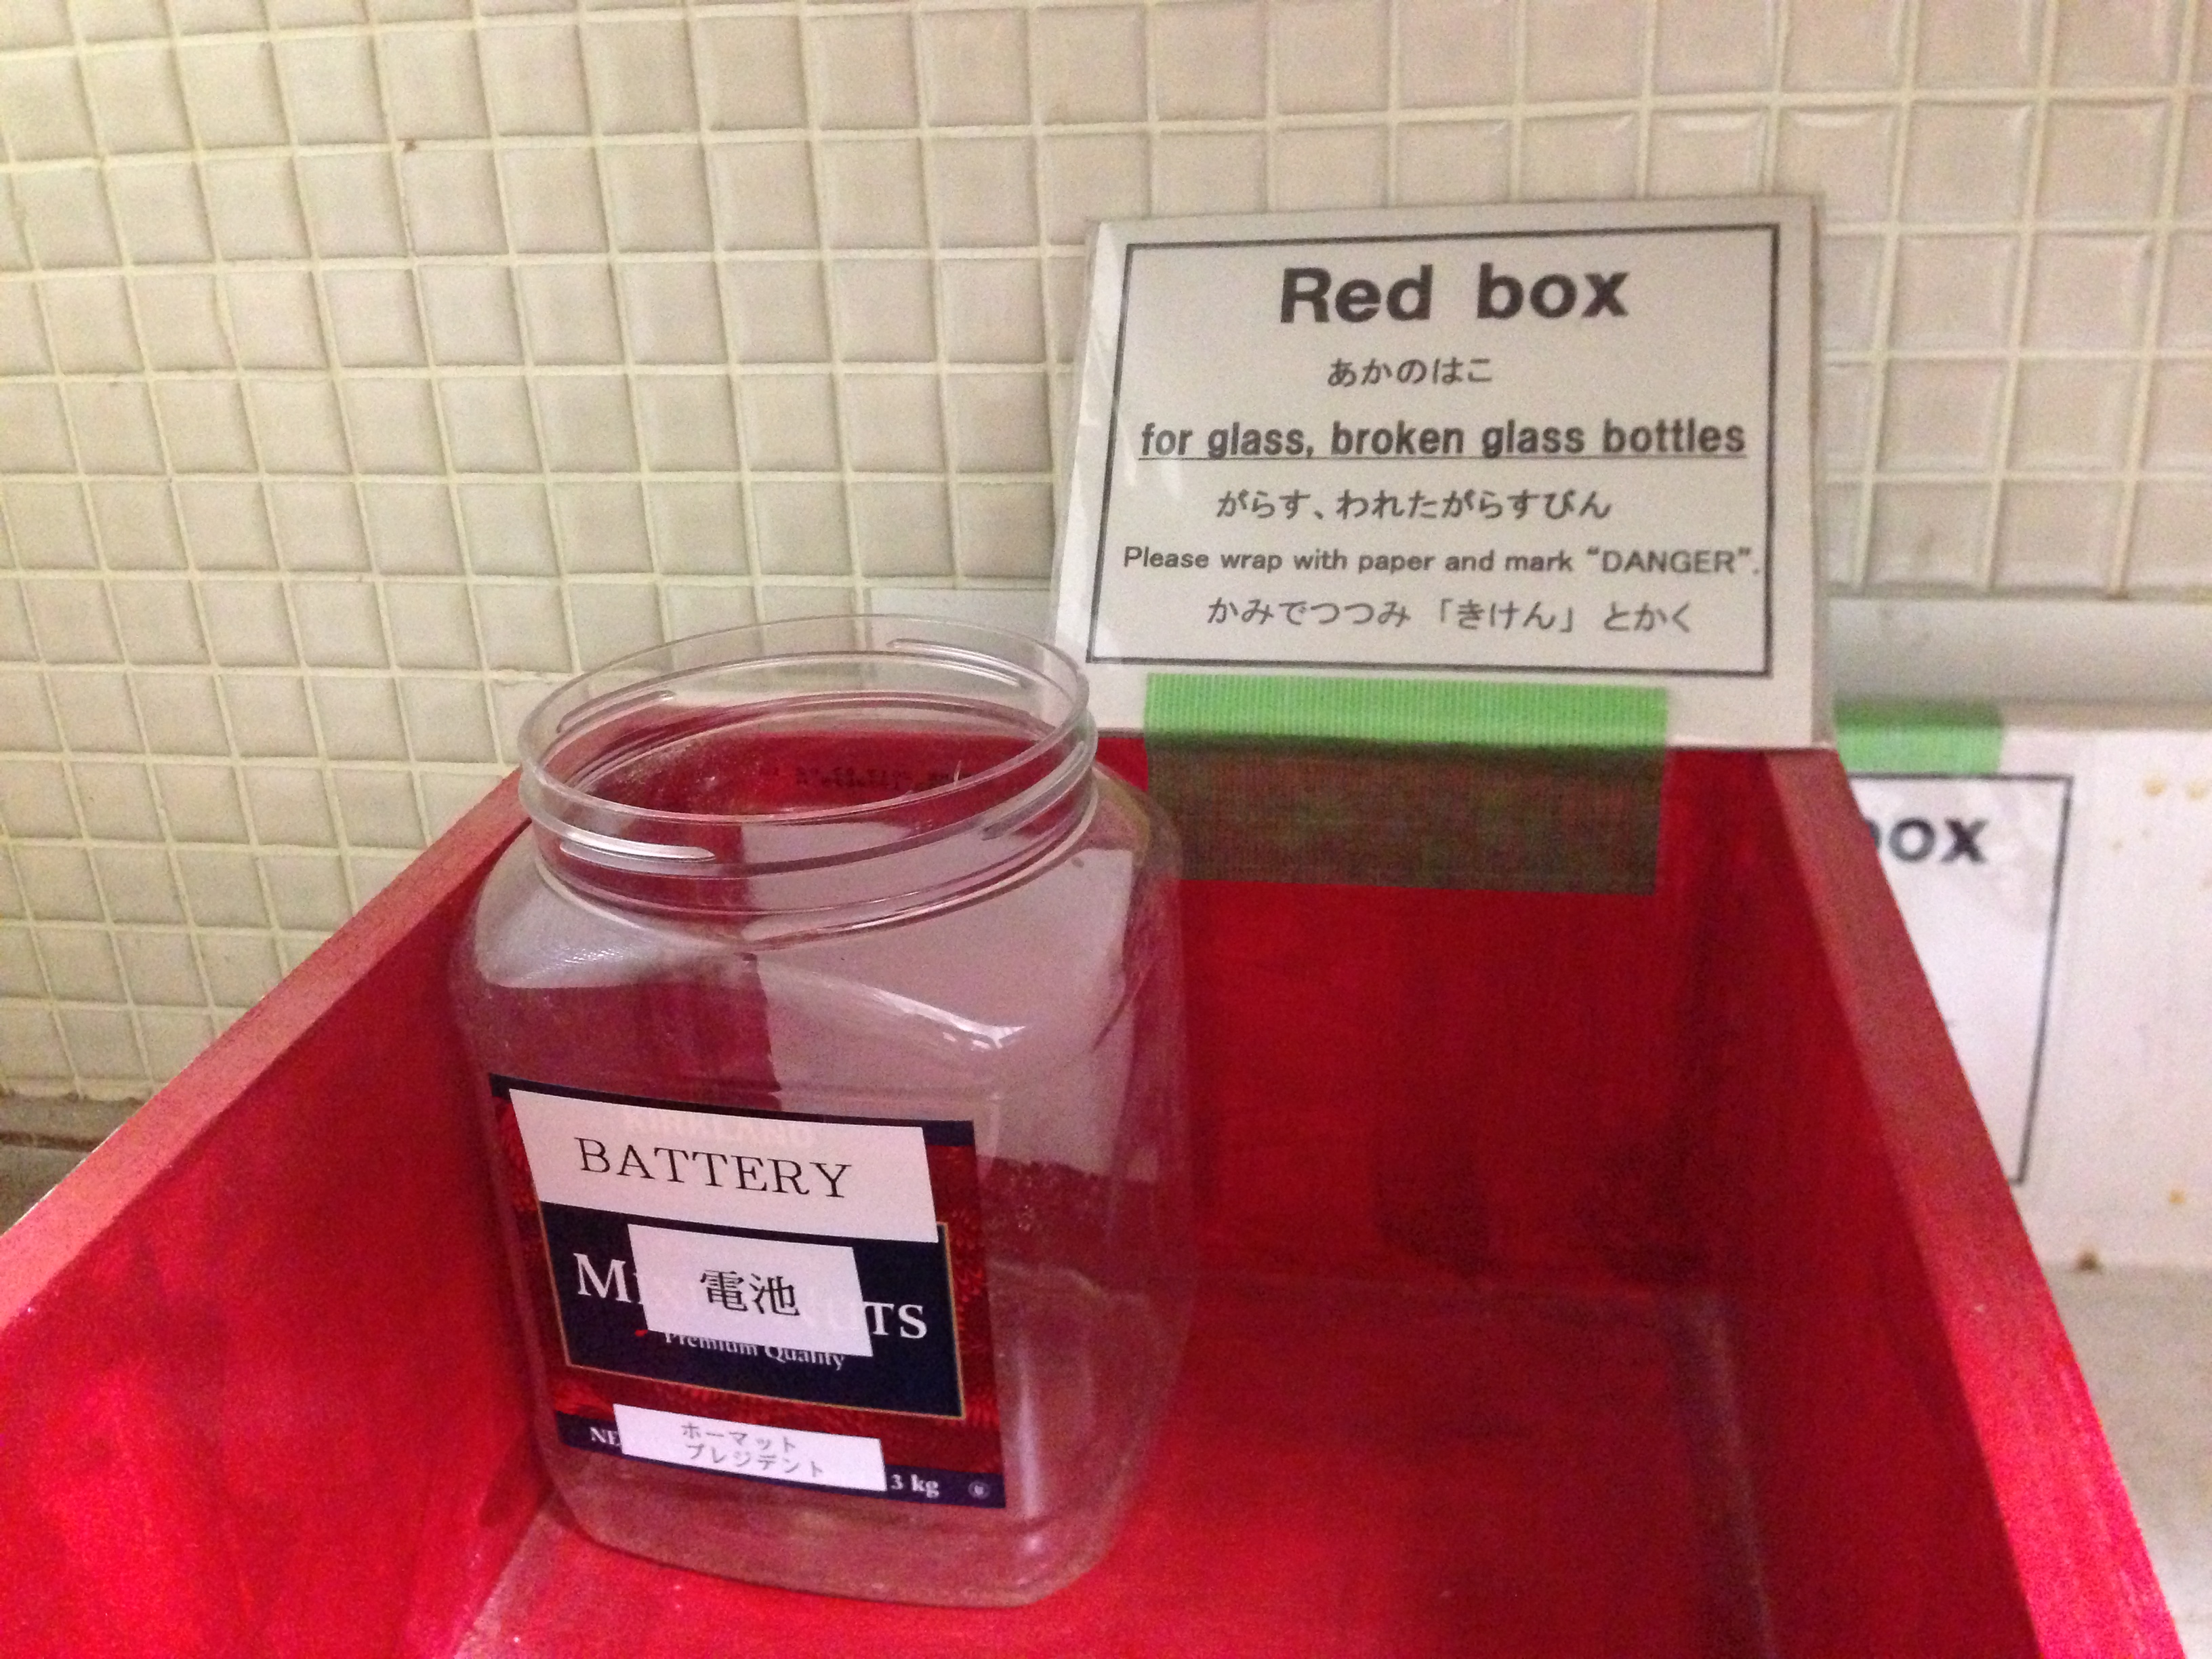 Red box
あかのはこ
for glass, broken glass bottles
がらす、われたがらすびん
Please wrap with paper and mark “DANGER”.
かみでつつみ 「きけん」 とかく
box
KIRKLAND
BATTERY
電池
Premium Quality
ホーマット
プレジデント
3 kg